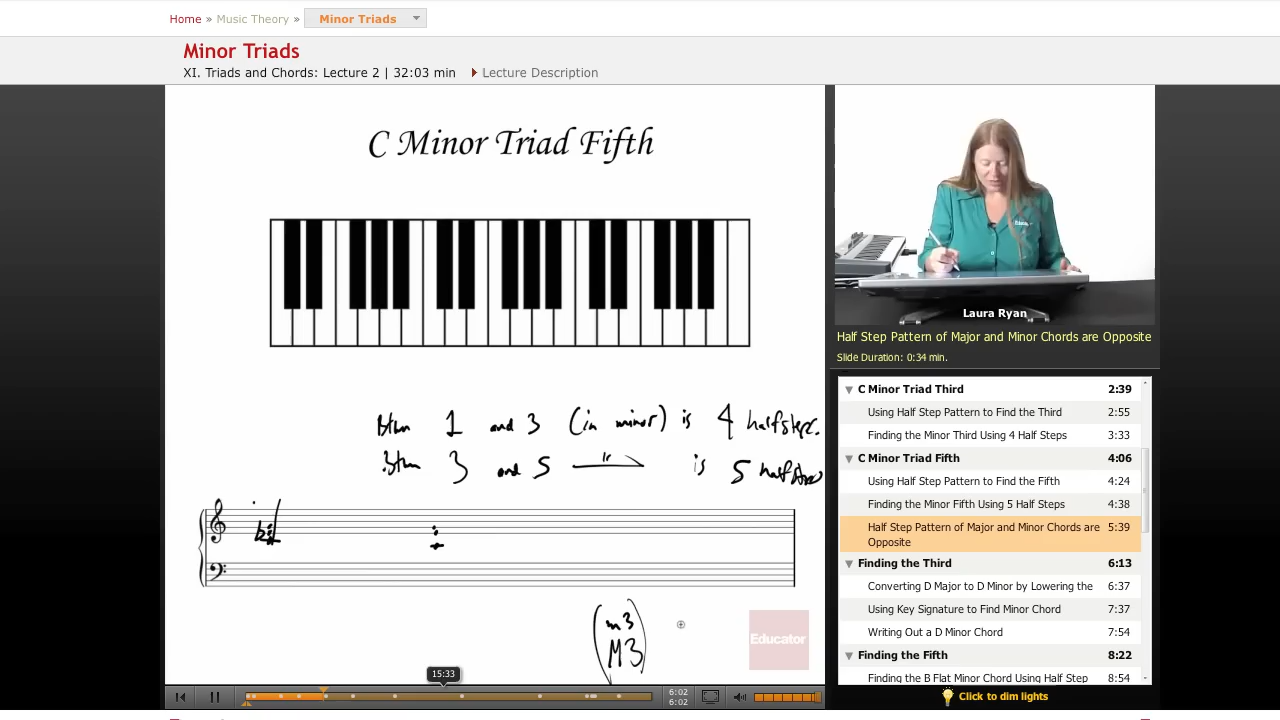 Home » Music Theory » Minor Triads
Minor Triads
XI. Triads and Chords: Lecture 2 | 32:03 min Lecture Description
C Minor Triad Fifth
Btwn 1 and 3 (in minor) is 4 halfsteps.
Btwn 3 and 5 " is 5 halfsteps
m3
M3
Educator
15:33
6:02
6:02
Laura Ryan
Half Step Pattern of Major and Minor Chords are Opposite
Slide Duration: 0:34 min.
C Minor Triad Third 2:39
Using Half Step Pattern to Find the Third 2:55
Finding the Minor Third Using 4 Half Steps 3:33
C Minor Triad Fifth 4:06
Using Half Step Pattern to Find the Fifth 4:24
Finding the Minor Fifth Using 5 Half Steps 4:38
Half Step Pattern of Major and Minor Chords are 5:39
Opposite
Finding the Third 6:13
Converting D Major to D Minor by Lowering the 6:37
Using Key Signature to Find Minor Chord 7:37
Writing Out a D Minor Chord 7:54
Finding the Fifth 8:22
Finding the B Flat Minor Chord Using Half Step 8:54
Click to dim lights